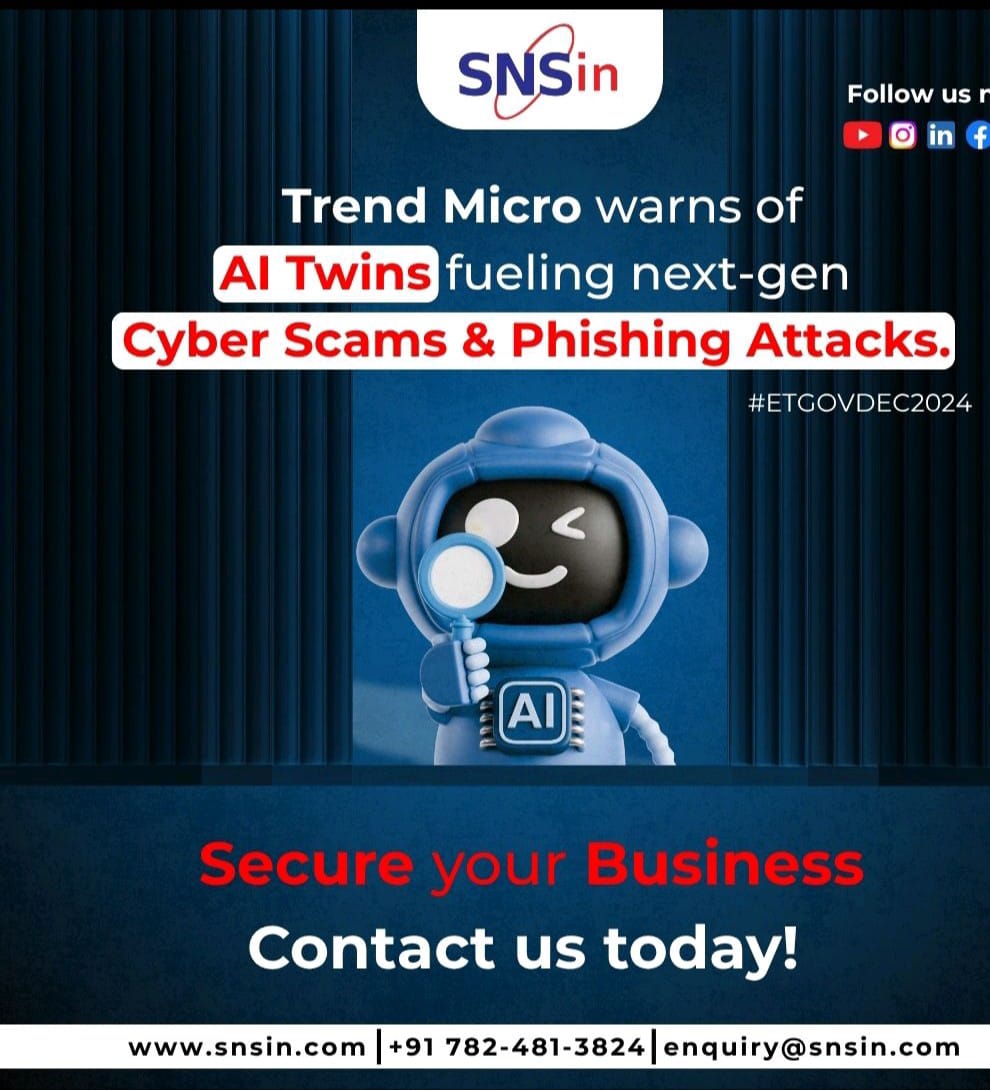 SNSin
Follow us
Trend Micro warns of
AI Twins fueling next-gen
Cyber Scams & Phishing Attacks.
#ETGOVDEC2024
AI
Secure your Business
Contact us today!
www.snsin.com | +91 782-481-3824 | enquiry@snsin.com